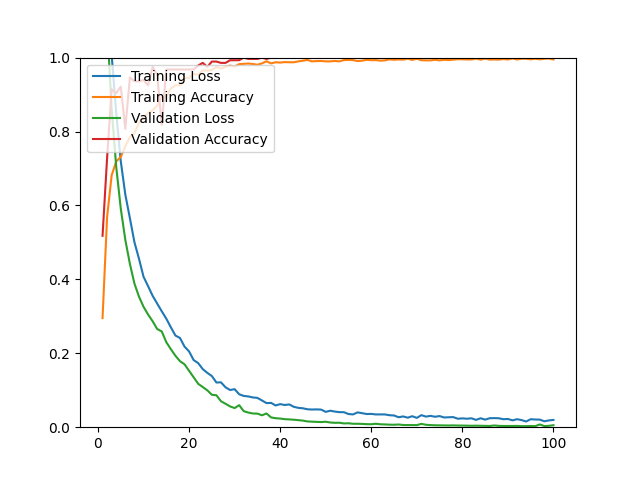 Training Loss
Training Accuracy
Validation Loss
Validation Accuracy
1.0
0.8
0.6
0.4
0.2
0.0
0 20 40 60 80 100